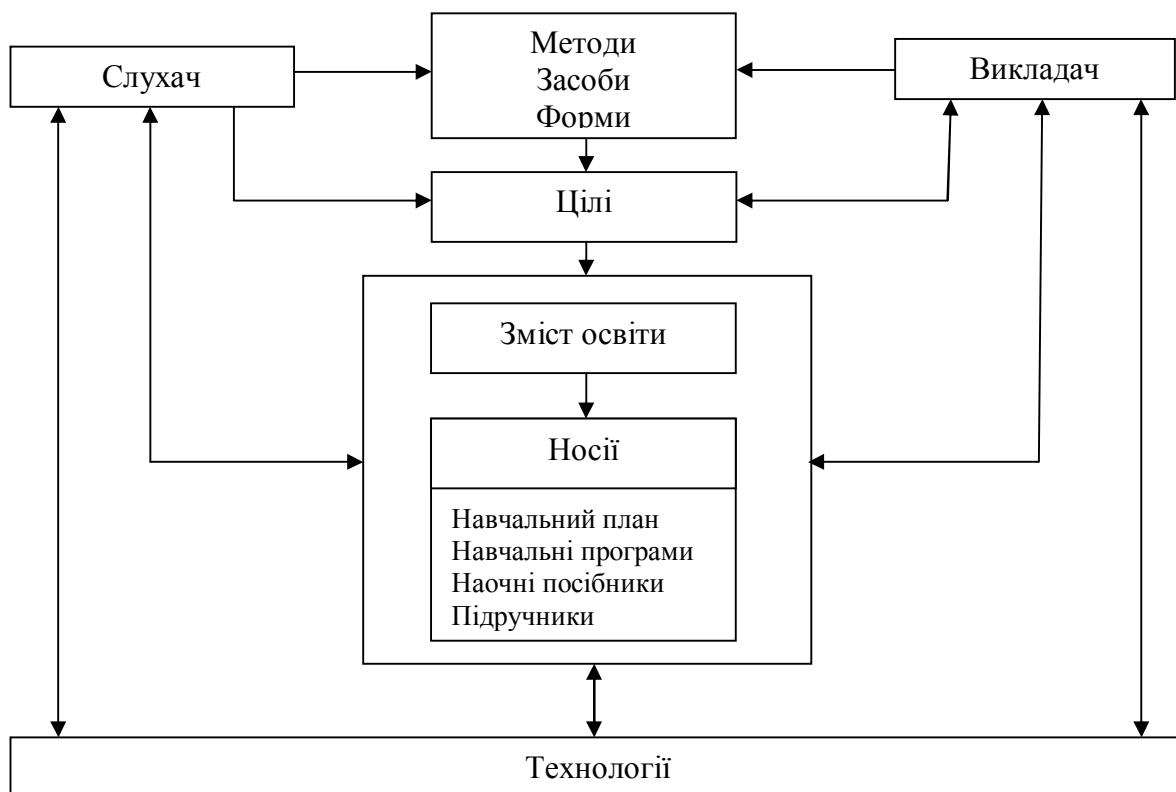 Слухач
Методи
Засоби
Форми
Викладач
Цілі
Зміст освіти
Носії
Навчальний план
Навчальні програми
Наочні посібники
Підручники
Технології